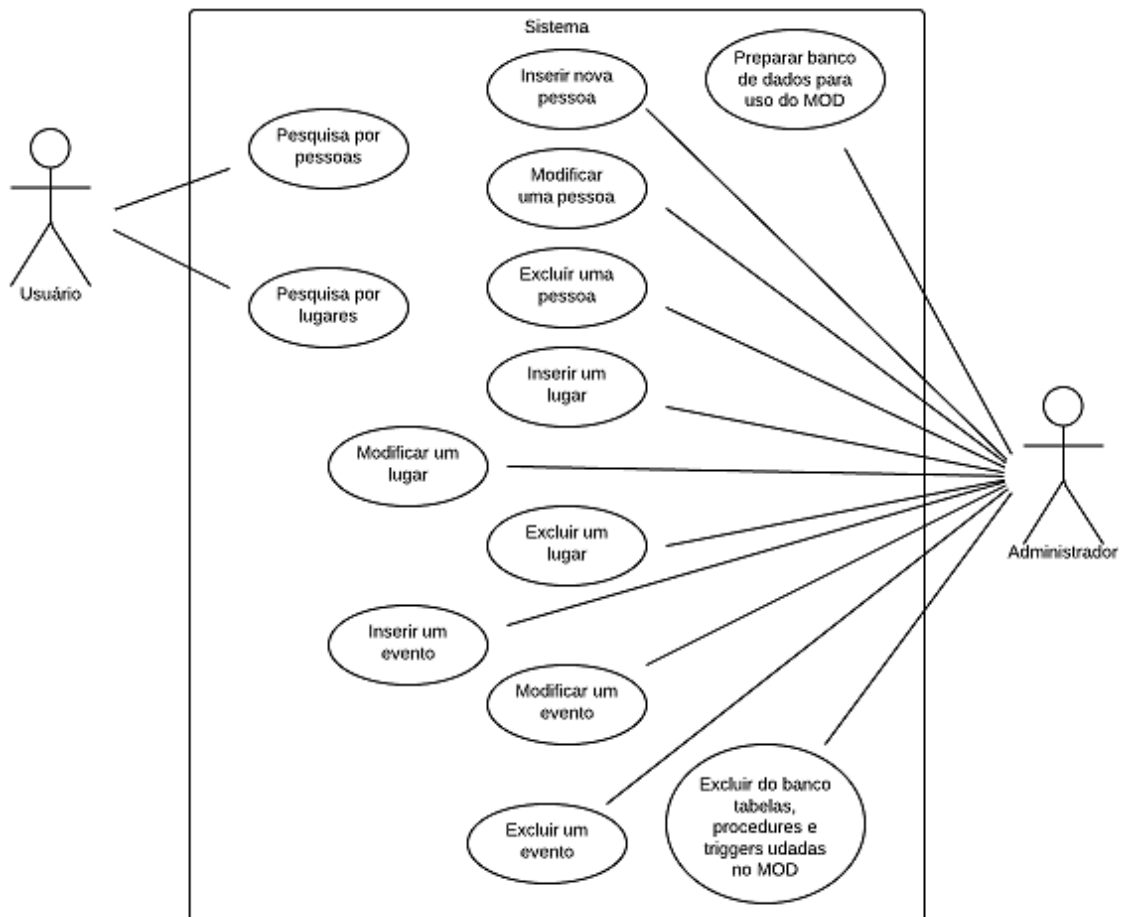 Sistema
Inserir nova
pessoa
Preparar banco
de dados para
uso do MOD
Pesquisa por
pessoas
Modificar
uma pessoa
Usuário
Pesquisa por
lugares
Excluír uma
pessoa
Inserir um
lugar
Modificar um
lugar
Excluir um
lugar
Administrador
Inserir um
evento
Modificar um
evento
Excluir um
evento
Excluir do banco
tabelas,
procedures e
triggers udadas
no MOD